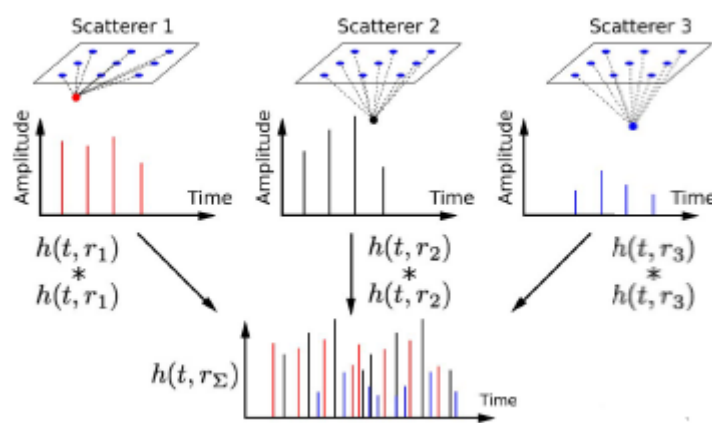 Scatterer 1 Scatterer 2 Scatterer 3
Amplitude Time Amplitude Time Amplitude Time
h(t, r₁) h(t, r₂) h(t, r₃)
* * *
h(t, r₁) h(t, r₂) h(t, r₃)
h(t, r_Σ) Time